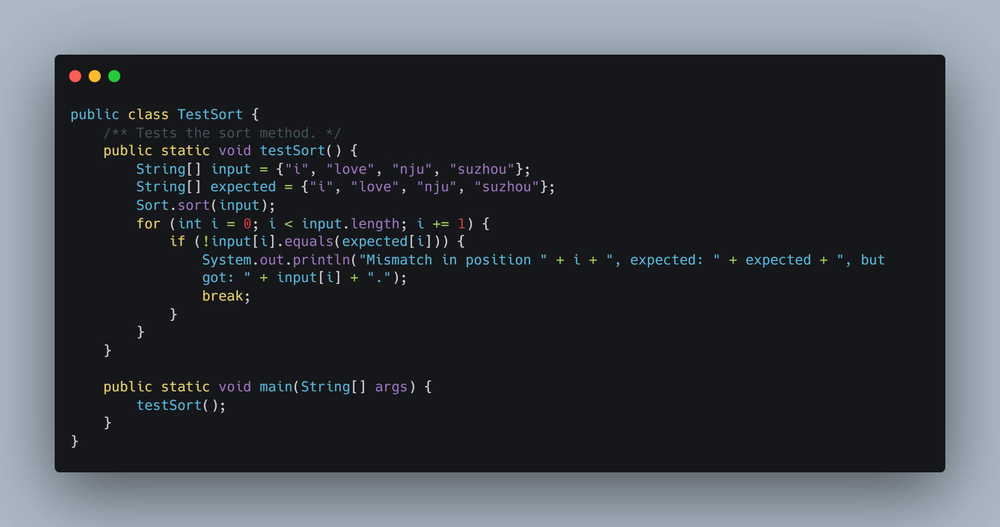 public class TestSort {
    /** Tests the sort method. */
    public static void testSort() {
        String[] input = {"i", "love", "nju", "suzhou"};
        String[] expected = {"i", "love", "nju", "suzhou"};
        Sort.sort(input);
        for (int i = 0; i < input.length; i += 1) {
            if (!input[i].equals(expected[i])) {
                System.out.println("Mismatch in position " + i + ", expected: " + expected + ", but
                got: " + input[i] + ".");
                break;
            }
        }
    }

    public static void main(String[] args) {
        testSort();
    }
}